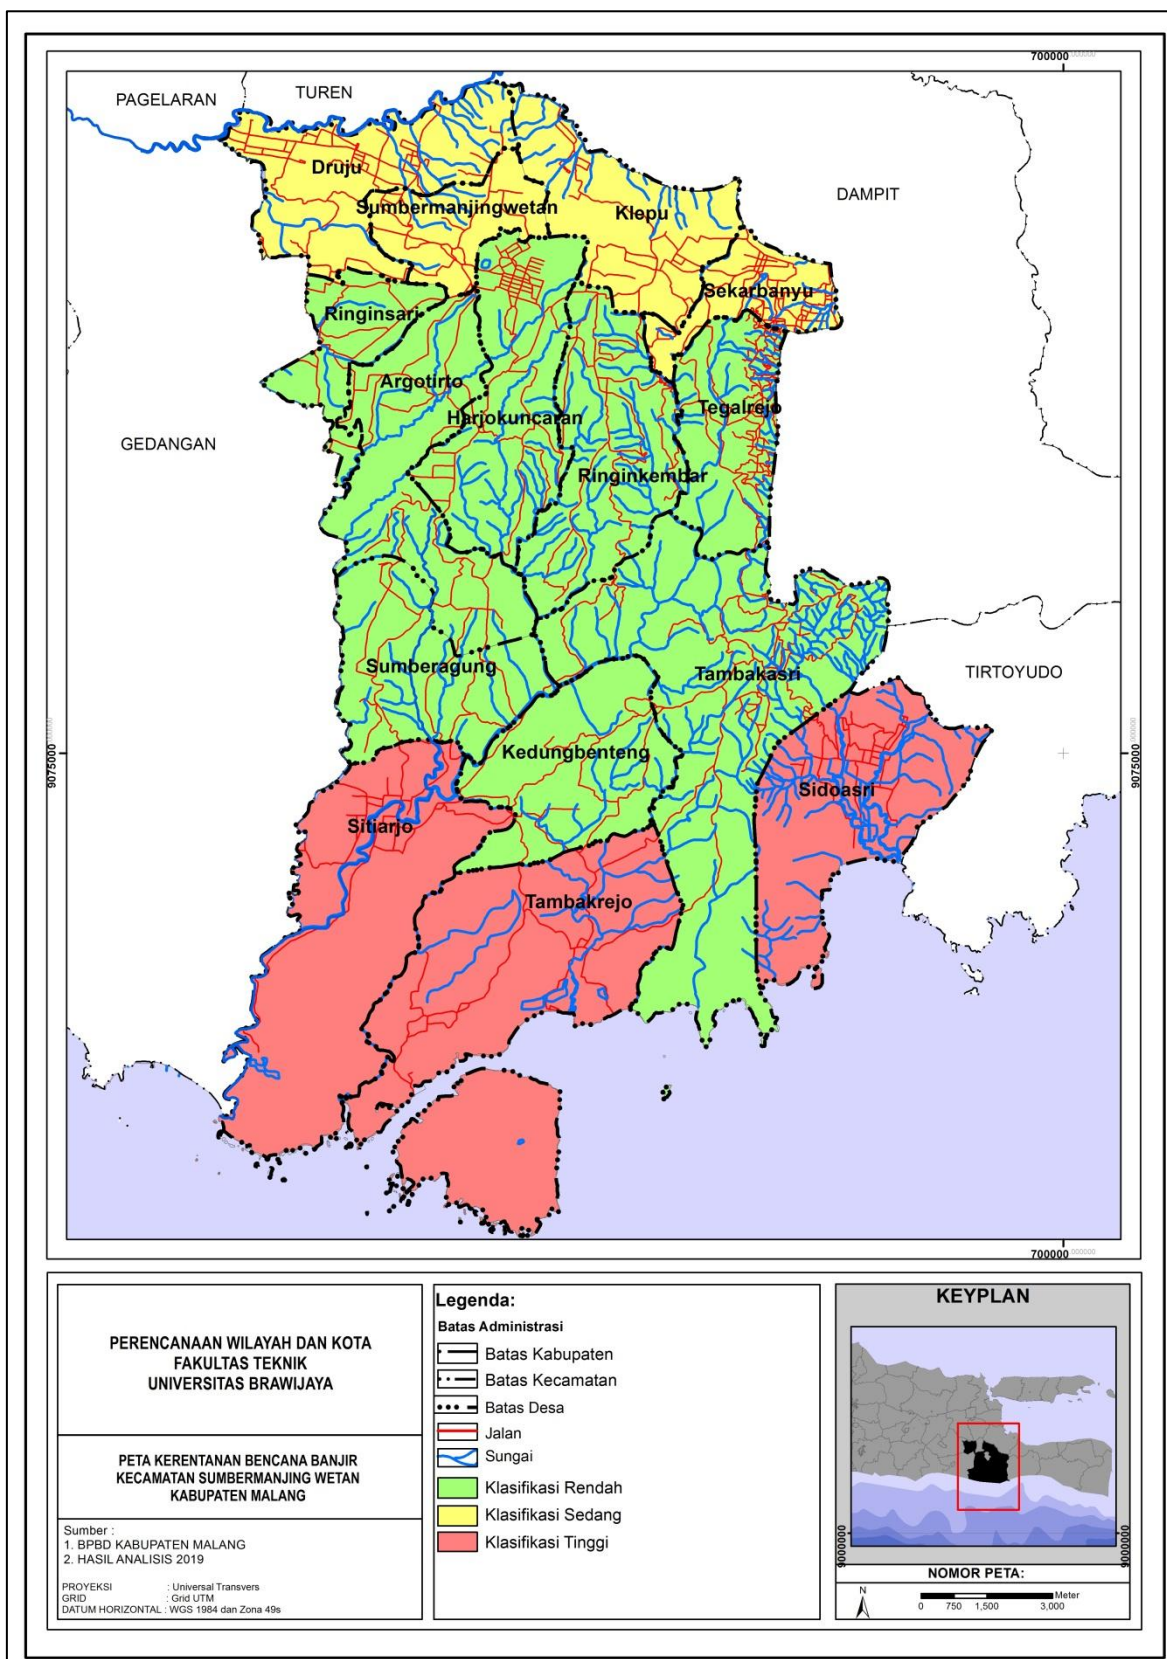 700000
PAGELARAN
TUREN
Druju
DAMPIT
Sumbermanjingwetan
Klepu
Sekarbanyu
Ringinsari
Argotirto
Harjokuncaran
Tegalrejo
GEDANGAN
Ringinkembar
Sumberagung
Tambakasri
TIRTOYUDO
9075000
Kedungbenteng
9075000
Sidoasri
Sitiarjo
Tambakrejo
700000
PERENCANAAN WILAYAH DAN KOTA
FAKULTAS TEKNIK
UNIVERSITAS BRAWIJAYA
PETA KERENTANAN BENCANA BANJIR
KECAMATAN SUMBERMANJING WETAN
KABUPATEN MALANG
Sumber :
1. BPBD KABUPATEN MALANG
2. HASIL ANALISIS 2019
PROYEKSI : Universal Transvers
GRID : Grid UTM
DATUM HORIZONTAL : WGS 1984 dan Zona 49s
Legenda:
Batas Administrasi
Batas Kabupaten
Batas Kecamatan
Batas Desa
Jalan
Sungai
Klasifikasi Rendah
Klasifikasi Sedang
Klasifikasi Tinggi
KEYPLAN
9000000
9000000
NOMOR PETA:
N
Meter
0 750 1,500 3,000